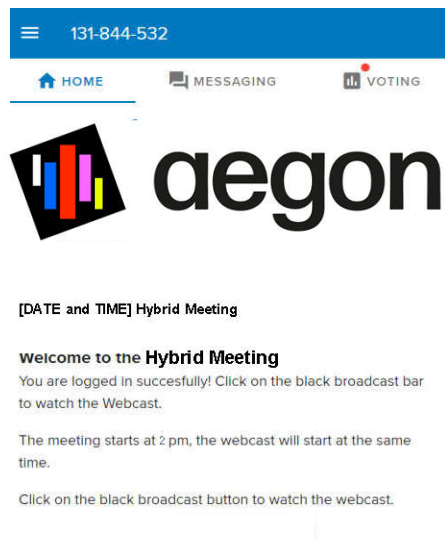 131-844-532
HOME MESSAGING VOTING
aegon
[DATE and TIME] Hybrid Meeting
Welcome to the Hybrid Meeting
You are logged in succesfully! Click on the black broadcast bar
to watch the Webcast.
The meeting starts at 2 pm, the webcast will start at the same
time.
Click on the black broadcast button to watch the webcast.